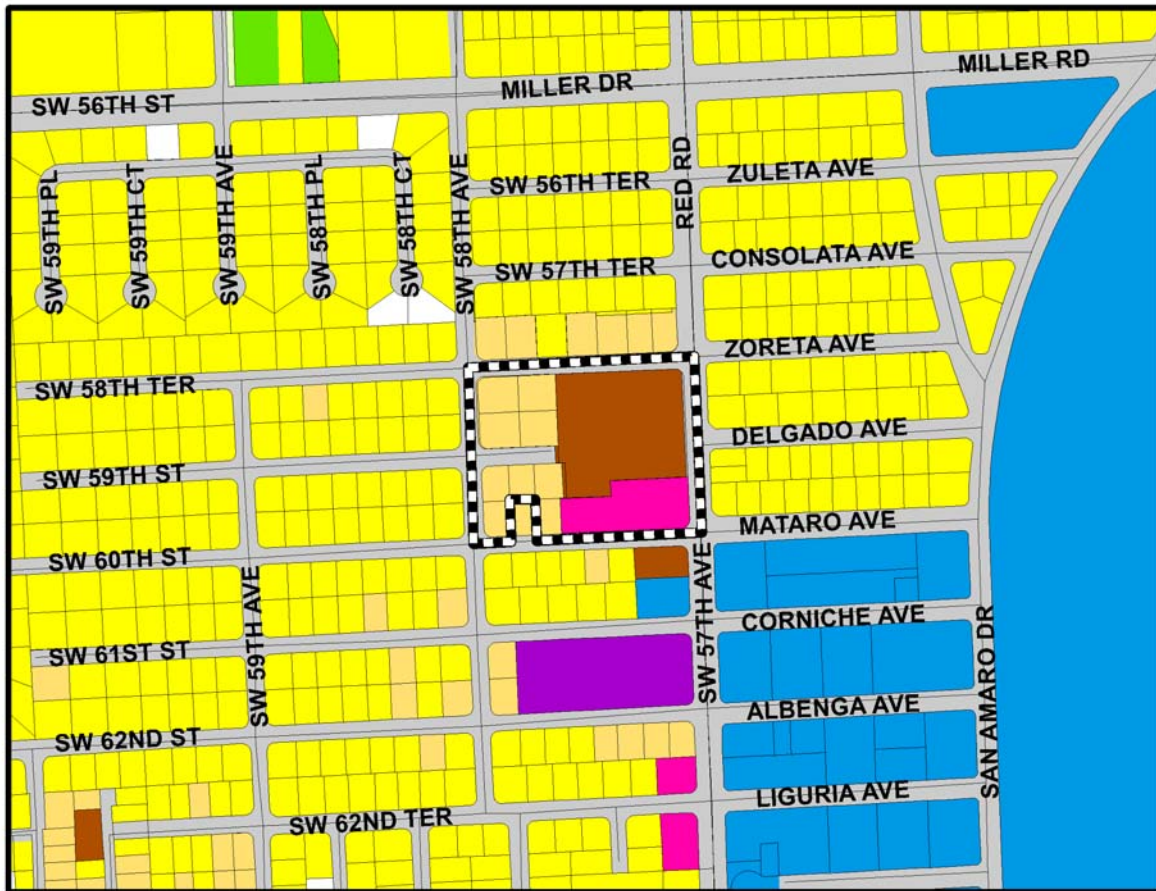 MILLER RD
MILLER DR
SW 56TH ST
ZULETA AVE
SW 56TH TER
RED RD
SW 59TH PL
SW 59TH CT
SW 59TH AVE
SW 58TH PL
SW 58TH CT
SW 58TH AVE
CONSOLATA AVE
SW 57TH TER
ZORETA AVE
SW 58TH TER
DELGADO AVE
SW 59TH ST
MATARO AVE
SW 60TH ST
SW 59TH AVE
SW 57TH AVE
CORNICHE AVE
SAN AMARO DR
SW 61ST ST
ALBENGA AVE
SW 62ND ST
LIGURIA AVE
SW 62ND TER